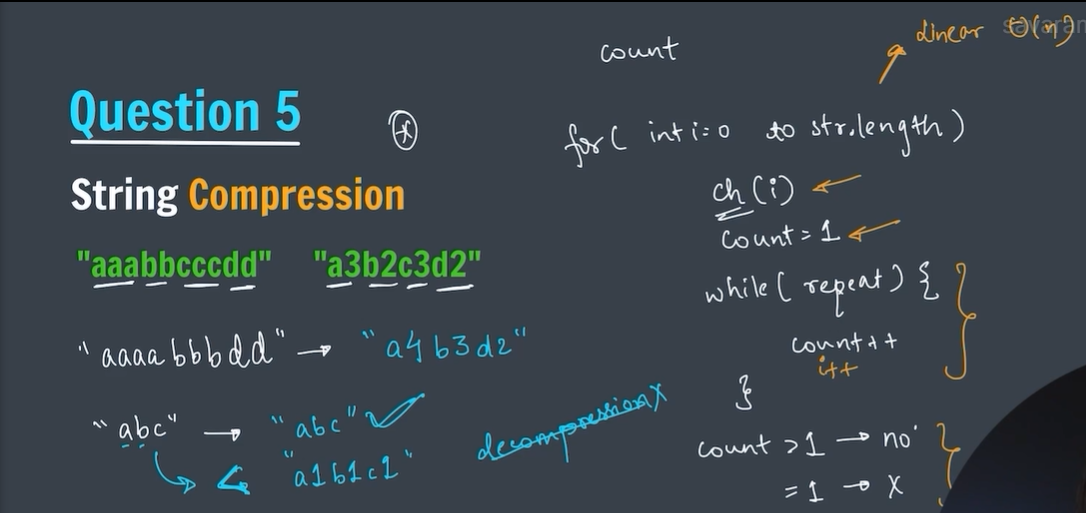 Question 5
String Compression
"aaabbcccdd" "a3b2c3d2"
"aaaabbbdd" → "a4b3d2"
"abc" → "abc" ✓
"a1b1c1"
decompression X
count
Linear O(n)
for( int i=0 to str.length)
ch(i)
count=1
while( repeat) {
count++
i++
}
count >1 → no.
=1 → X